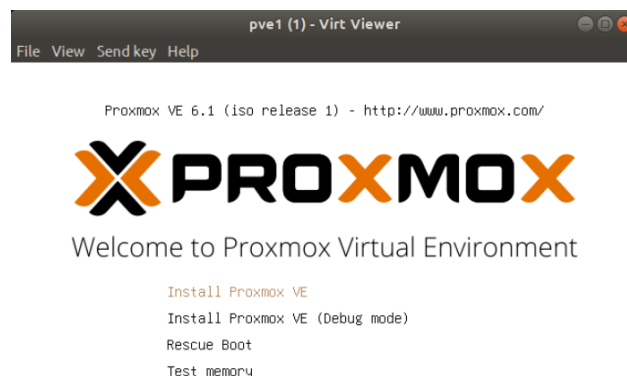 pve1 (1) - Virt Viewer
File View Send key Help
Proxmox VE 6.1 (iso release 1) - http://www.proxmox.com/
PROXMOX
Welcome to Proxmox Virtual Environment
Install Proxmox VE
Install Proxmox VE (Debug mode)
Rescue Boot
Test memory